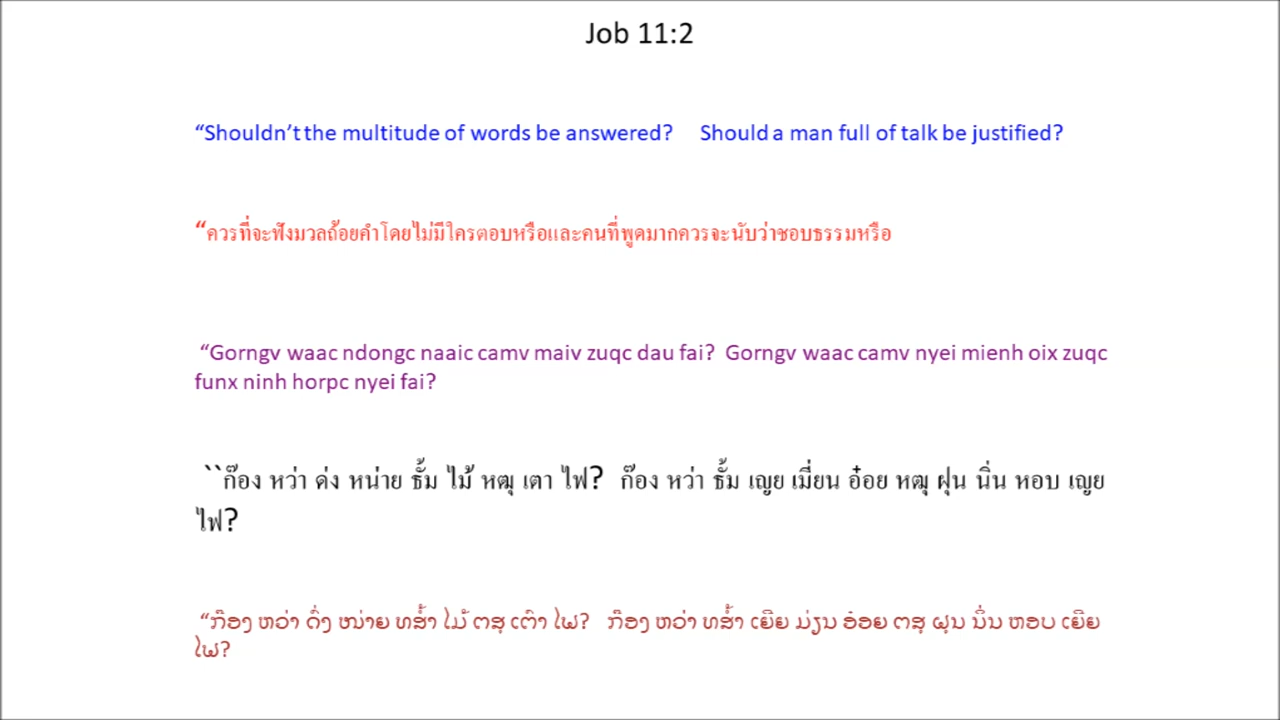 Job 11:2
“Shouldn’t the multitude of words be answered? Should a man full of talk be justified?
“ควรที่จะฟังมวลถ้อยคำโดยไม่มีใครตอบหรือและคนที่พูดมากควรจะนับว่าชอบธรรมหรือ
“Gorngv waac ndongc naaic camv maiv zuqc dau fai? Gorngv waac camv nyei mienh oix zuqc
funx ninh horpc nyei fai?
``ก๊อง หว่า ด่ง หน่าย ธั้ม ไม้ หฒุ เตา ไฟ? ก๊อง หว่า ธั้ม เญย เมี่ยน อ๋อย หฒุ ฝุน นิ่น หอบ เญย
ไฟ?
“ກ໊ອງ ຫວ່າ ດົ່ງ ໜ່າຍ ທສ້ຳ ໄມ້ ຕສຸ ເຕົາ ໄຟ? ກ໊ອງ ຫວ່າ ທສ້ຳ ເຍີຍ ມ່ຽນ ອ໋ອຍ ຕສຸ ຝຸນ ນິ່ນ ຫອບ ເຍີຍ
ໄຟ?